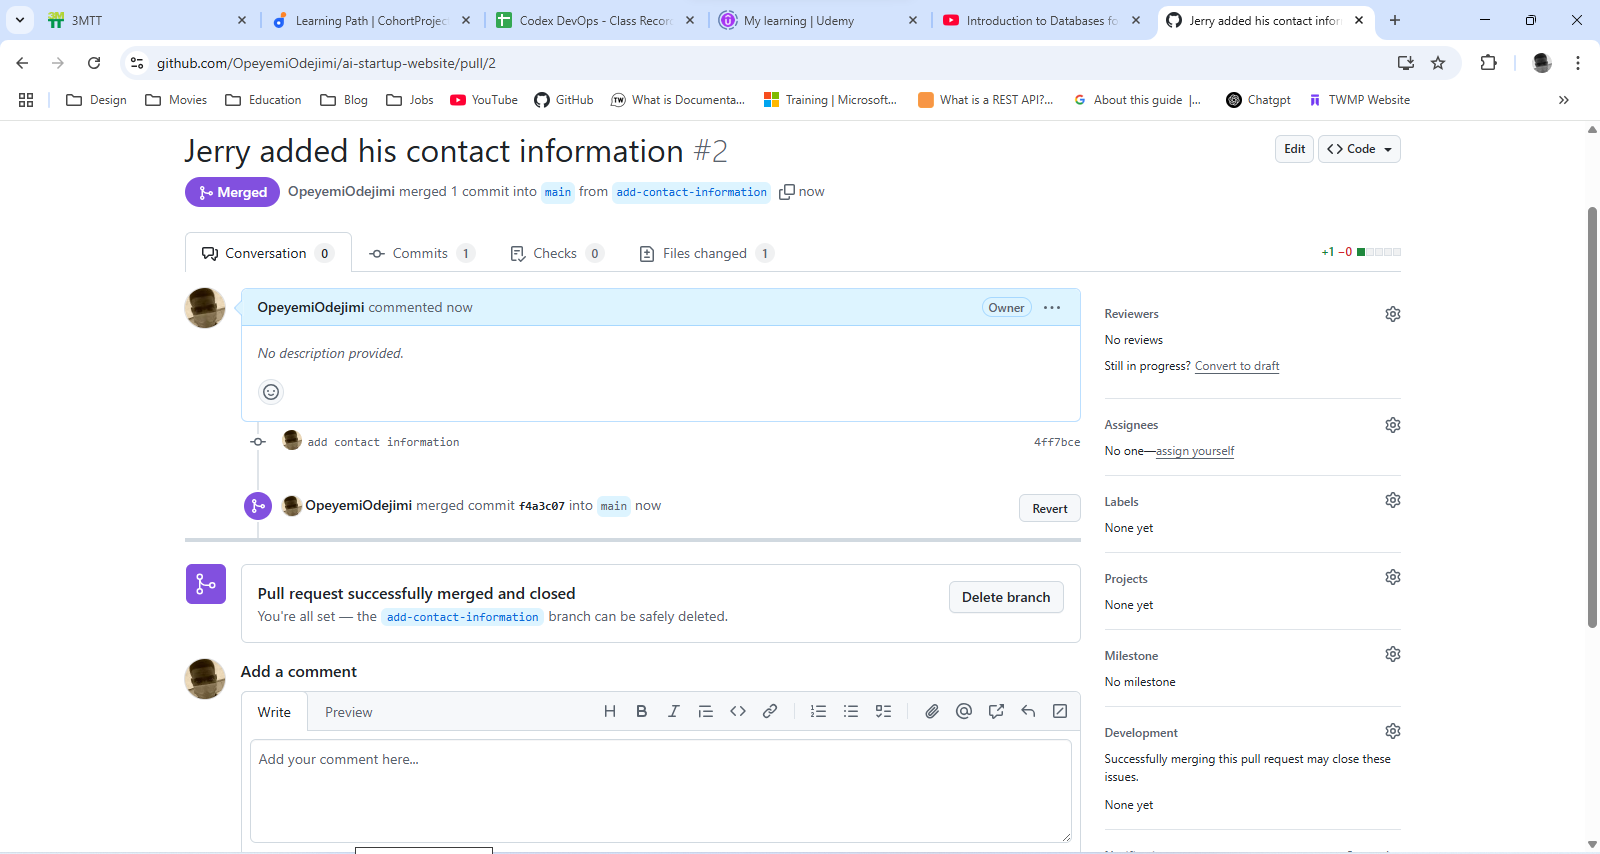 3MTT
Learning Path | CohortProjec
Codex DevOps - Class Recor
My learning | Udemy
Introduction to Databases fo
Jerry added his contact infor
github.com/OpeyemiOdejimi/ai-startup-website/pull/2
Design
Movies
Education
Blog
Jobs
YouTube
GitHub
What is Documenta...
Training | Microsoft...
What is a REST API?...
About this guide |...
Chatgpt
TWMP Website
Jerry added his contact information #2
Edit
Code
Merged
OpeyemiOdejimi merged 1 commit into main from add-contact-information now
Conversation 0
Commits 1
Checks 0
Files changed 1
+1 −0
OpeyemiOdejimi commented now
Owner
No description provided.
add contact information
4ff7bce
OpeyemiOdejimi merged commit f4a3c07 into main now
Revert
Pull request successfully merged and closed
You're all set — the add-contact-information branch can be safely deleted.
Delete branch
Add a comment
Write
Preview
Add your comment here...
Reviewers
No reviews
Still in progress? Convert to draft
Assignees
No one—assign yourself
Labels
None yet
Projects
None yet
Milestone
No milestone
Development
Successfully merging this pull request may close these
issues.
None yet